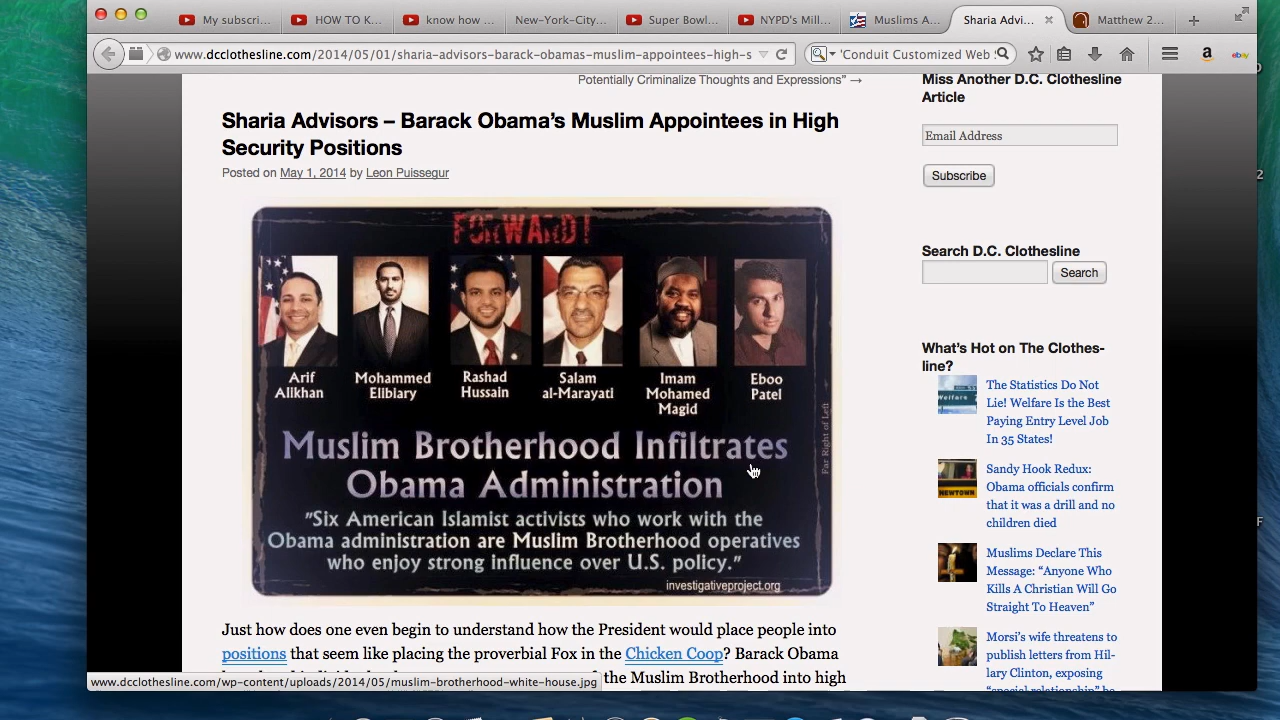 My subscri...
HOW TO K...
know how ...
New-York-City...
Super Bowl...
NYPD's Mill...
Muslims A...
Sharia Advi...
Matthew 2...
www.dcclothesline.com/2014/05/01/sharia-advisors-barack-obamas-muslim-appointees-high-s
'Conduit Customized Web
ebay
Potentially Criminalize Thoughts and Expressions” →
Sharia Advisors – Barack Obama’s Muslim Appointees in High
Security Positions
Posted on May 1, 2014 by Leon Puissegur
FORWARD!
Arif
Alikhan
Mohammed
Elibiary
Rashad
Hussain
Salam
al-Marayati
Imam
Mohamed
Magid
Eboo
Patel
Far Right of Left
Muslim Brotherhood Infiltrates
Obama Administration
"Six American Islamist activists who work with the
Obama administration are Muslim Brotherhood operatives
who enjoy strong influence over U.S. policy."
investigativeproject.org
Just how does one even begin to understand how the President would place people into
positions that seem like placing the proverbial Fox in the Chicken Coop? Barack Obama
the Muslim Brotherhood into high
www.dcclothesline.com/wp-content/uploads/2014/05/muslim-brotherhood-white-house.jpg
Miss Another D.C. Clothesline
Article
Email Address
Subscribe
Search D.C. Clothesline
Search
What’s Hot on The Clothes-
line?
The Statistics Do Not
Lie! Welfare Is the Best
Paying Entry Level Job
In 35 States!
Sandy Hook Redux:
Obama officials confirm
that it was a drill and no
children died
Muslims Declare This
Message: “Anyone Who
Kills A Christian Will Go
Straight To Heaven”
Morsi’s wife threatens to
publish letters from Hil-
lary Clinton, exposing
“special relationship” he